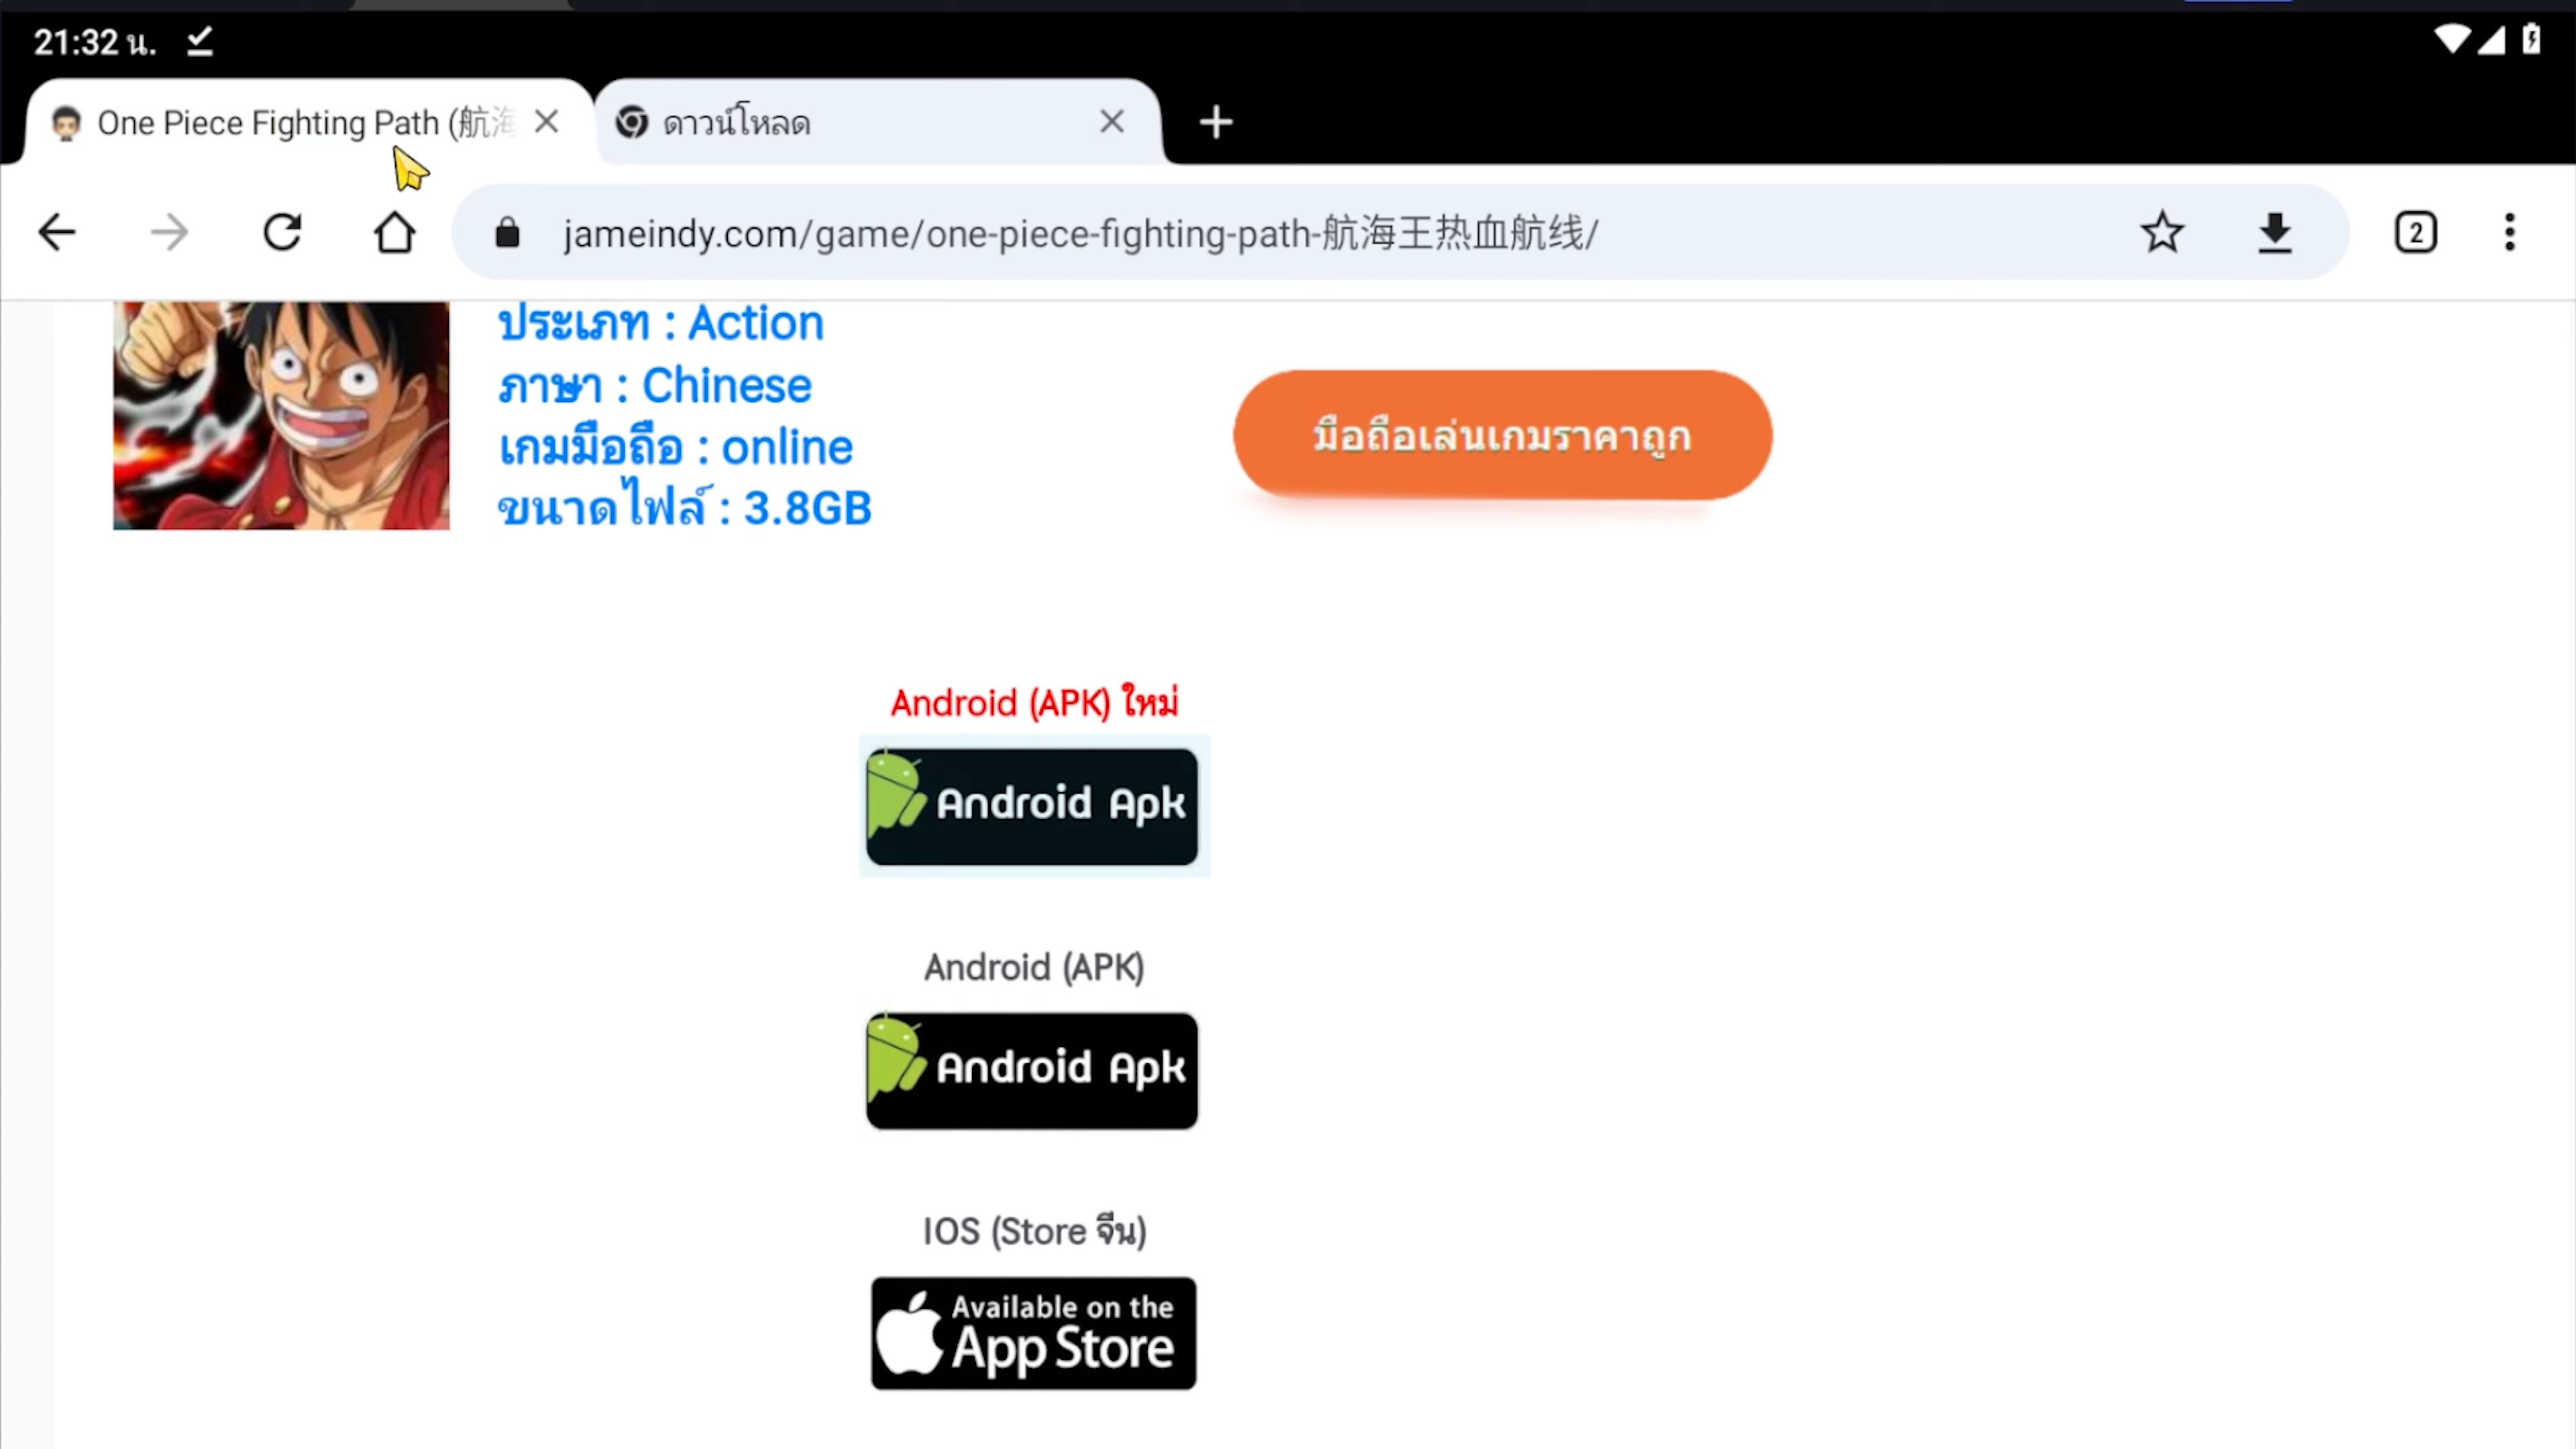 21:32 น.
One Piece Fighting Path (航海
ดาวน์โหลด
jameindy.com/game/one-piece-fighting-path-航海王热血航线/
2
ประเภท : Action
ภาษา : Chinese
เกมมือถือ : online
ขนาดไฟล์ : 3.8GB
มือถือเล่นเกมราคาถูก
Android (APK) ใหม่
Android Apk
Android (APK)
Android Apk
IOS (Store จีน)
Available on the
App Store